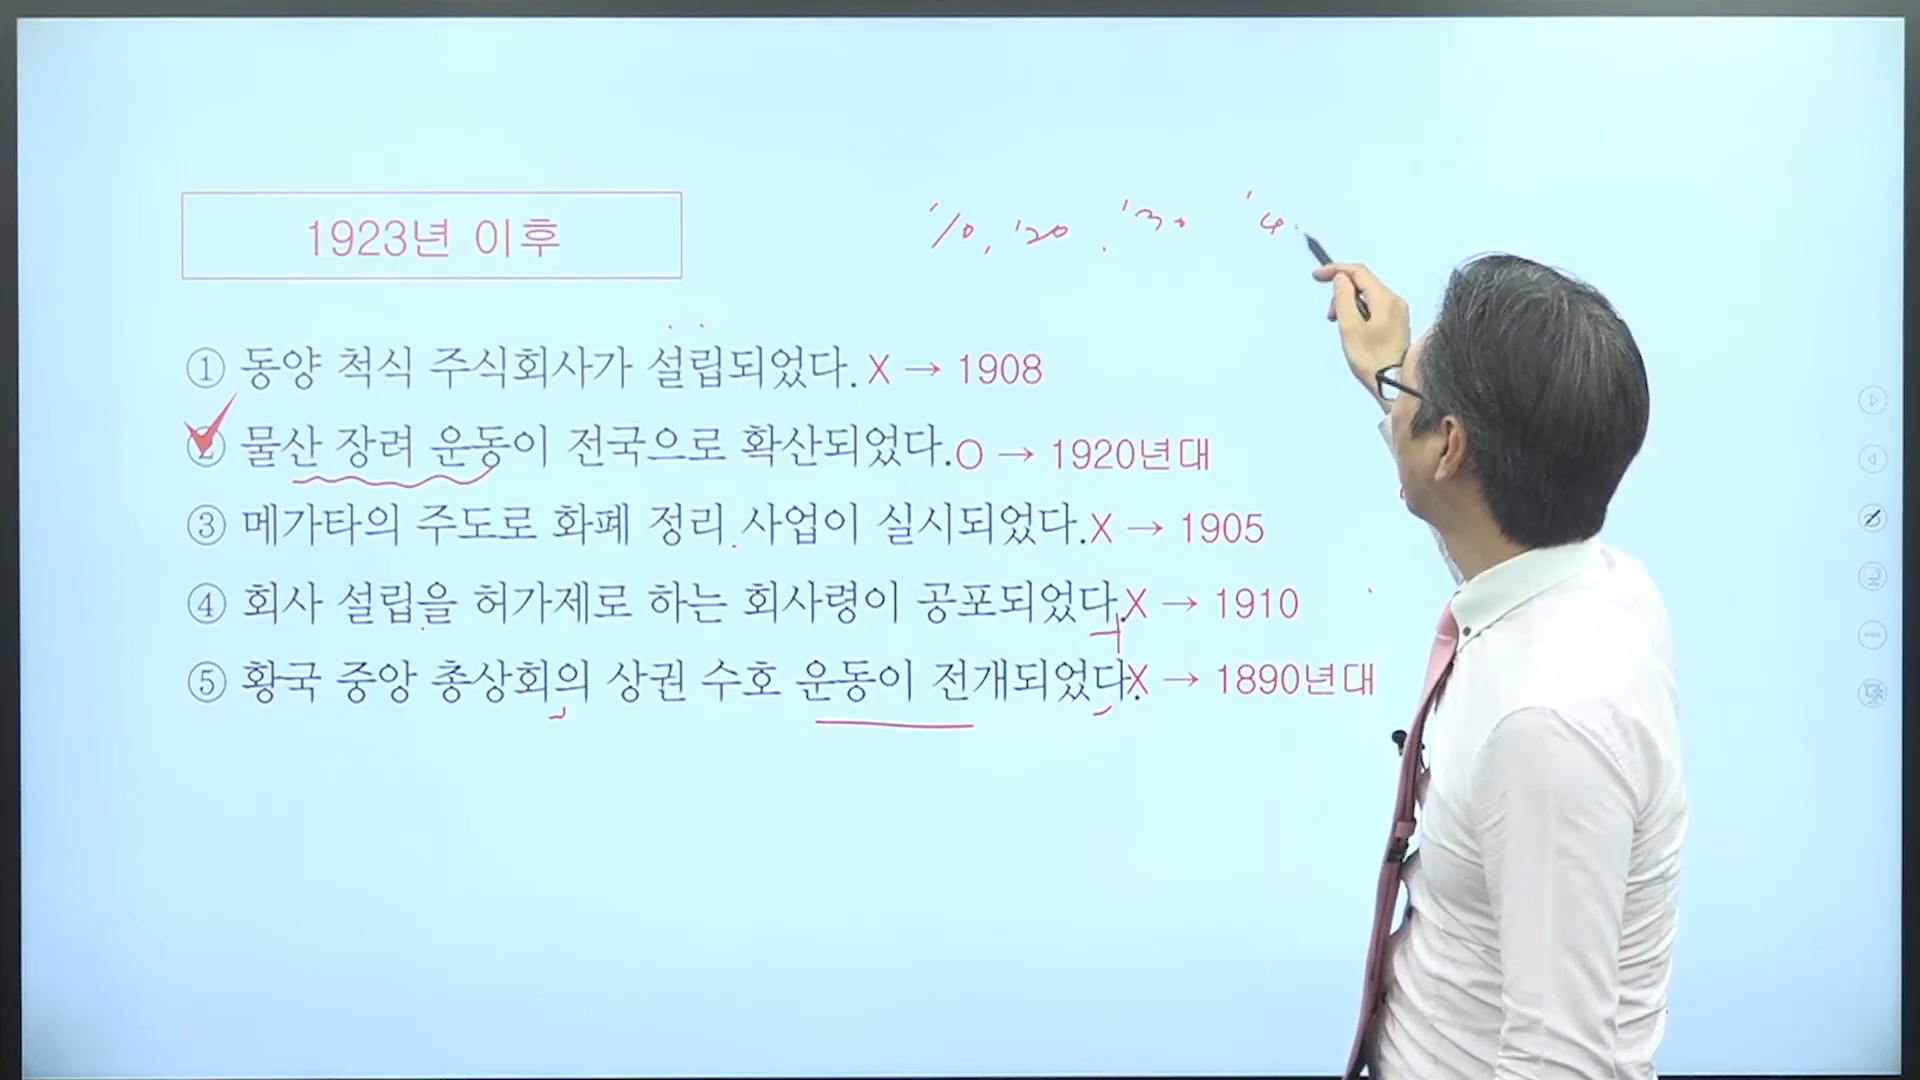 1923년 이후
'10, '20, '30 '4
① 동양 척식 주식회사가 설립되었다. X → 1908
② 물산 장려 운동이 전국으로 확산되었다. O → 1920년대
③ 메가타의 주도로 화폐 정리 사업이 실시되었다. X → 1905
④ 회사 설립을 허가제로 하는 회사령이 공포되었다. X → 1910
⑤ 황국 중앙 총상회의 상권 수호 운동이 전개되었다. X → 1890년대